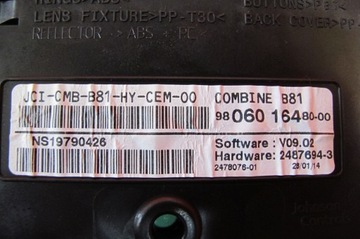 LENS FIXTURE>PP-T30<
REFLECTOR >ABS / PC<
BACK COVER>PP-
JCI-CMB-B81-HY-CEM-00 COMBINE B81
98 060 164 80-00
NS19790426
Software : V09.02
Hardware: 2487694-3
2478076-01 28/01/14